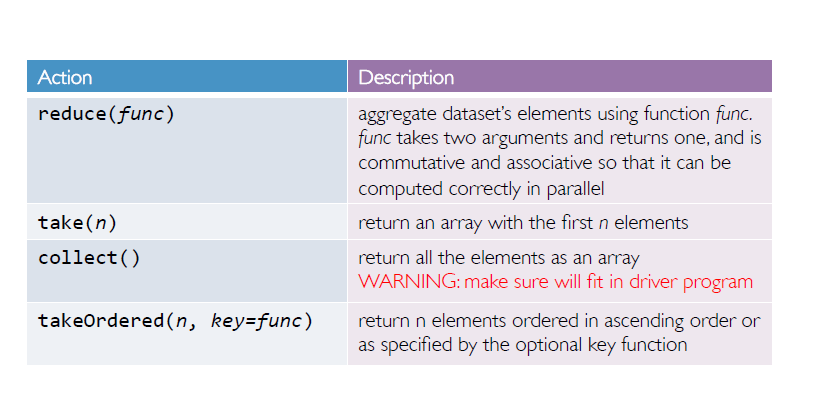 Action Description
reduce(func) aggregate dataset's elements using function func.
func takes two arguments and returns one, and is
commutative and associative so that it can be
computed correctly in parallel
take(n) return an array with the first n elements
collect() return all the elements as an array
WARNING: make sure will fit in driver program
takeOrdered(n, key=func) return n elements ordered in ascending order or
as specified by the optional key function